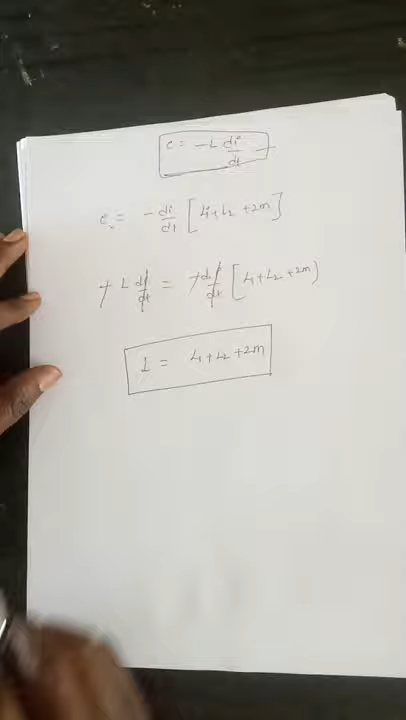 e = - L di/dt
e = - di/dt [L1 + L2 + 2m]
- L di/dt = - di/dt [L1 + L2 + 2m)
L = L1 + L2 + 2m